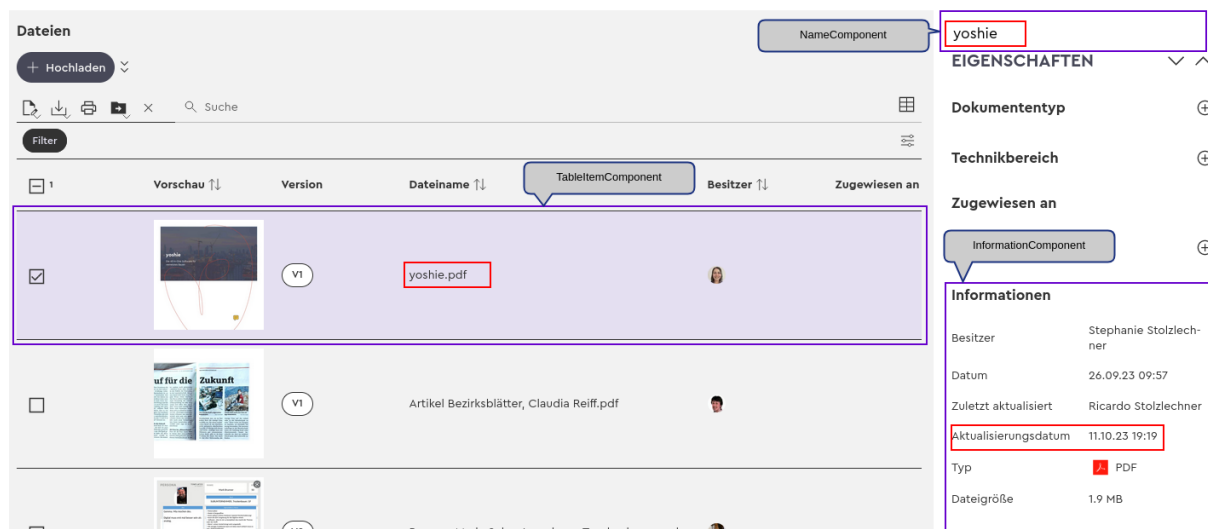 Dateien
NameComponent
yoshie
+ Hochladen
EIGENSCHAFTEN
Suche
Dokumententyp
Filter
Technikbereich
TableItemComponent
1
Vorschau
Version
Dateiname
Besitzer
Zugewiesen an
Zugewiesen an
InformationComponent
yoshie
V1
yoshie.pdf
Informationen
Besitzer
Stephanie Stolzlech-
ner
Datum
26.09.23 09:57
uf für die Zukunft
V1
Artikel Bezirksblätter, Claudia Reiff.pdf
Zuletzt aktualisiert
Ricardo Stolzlechner
Aktualisierungsdatum
11.10.23 19:19
Typ
PDF
Dateigröße
1.9 MB